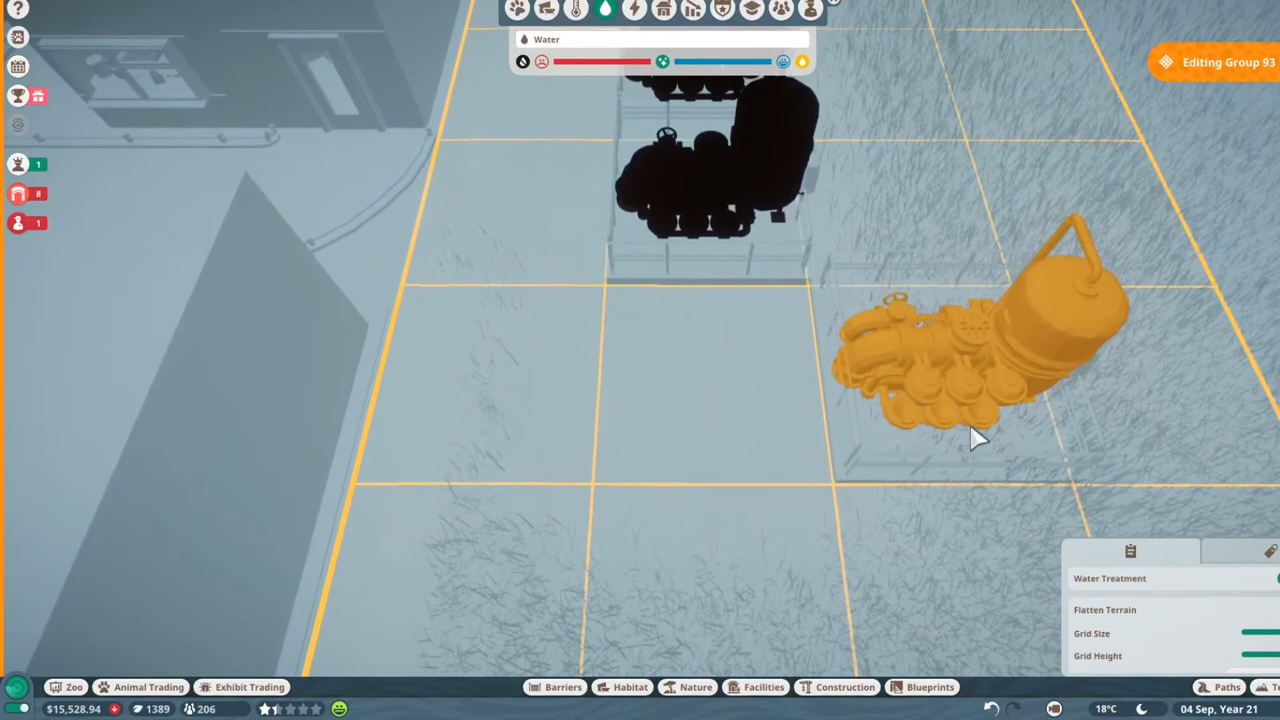 ?
Water
Editing Group 93
1
8
1
Water Treatment
Flatten Terrain
Grid Size
Grid Height
Zoo Animal Trading Exhibit Trading Barriers Habitat Nature Facilities Construction Blueprints Paths
$15,528.94 1389 206 18°C 04 Sep, Year 21